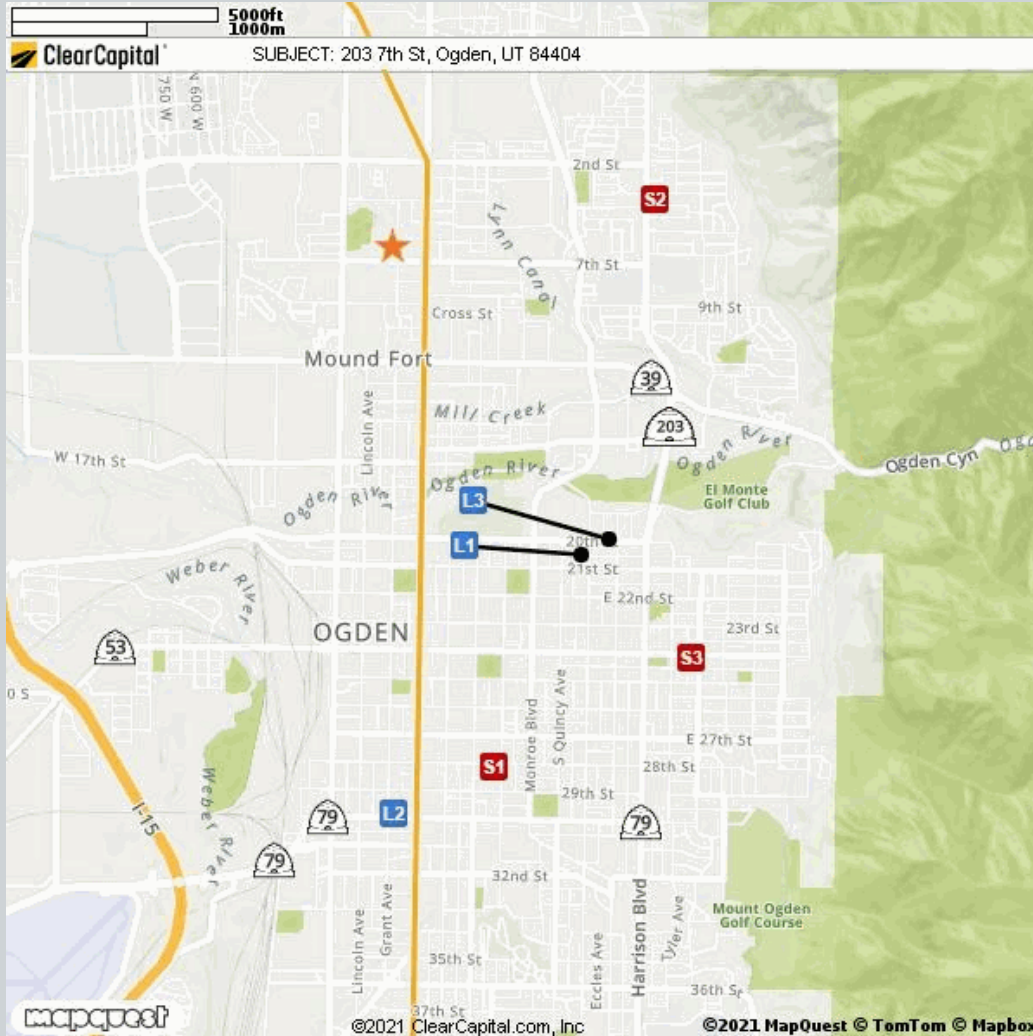 5000ft
1000m
ClearCapital
SUBJECT: 203 7th St, Ogden, UT 84404
750 W
N 600 W
2nd St
S2
Lynn Canal
7th St
Cross St
9th St
Mound Fort
39
Lincoln Ave
Mill Creek
203
W 17th St
Ogden River
Ogden River
Ogden River
Ogden Cyn
L3
El Monte
Golf Club
L1
20th
21st St
Weber River
E 22nd St
OGDEN
23rd St
53
S3
0 S
Monroe Blvd
S Quincy Ave
E 27th St
S1
28th St
29th St
Weber River
L2
79
79
I-15
79
32nd St
Lincoln Ave
Grant Ave
Eccles Ave
Harrison Blvd
Tyler Ave
Mount Ogden
Golf Course
35th St
36th St
37th St
mapquest
©2021 ClearCapital.com, Inc
©2021 MapQuest © TomTom © Mapbo